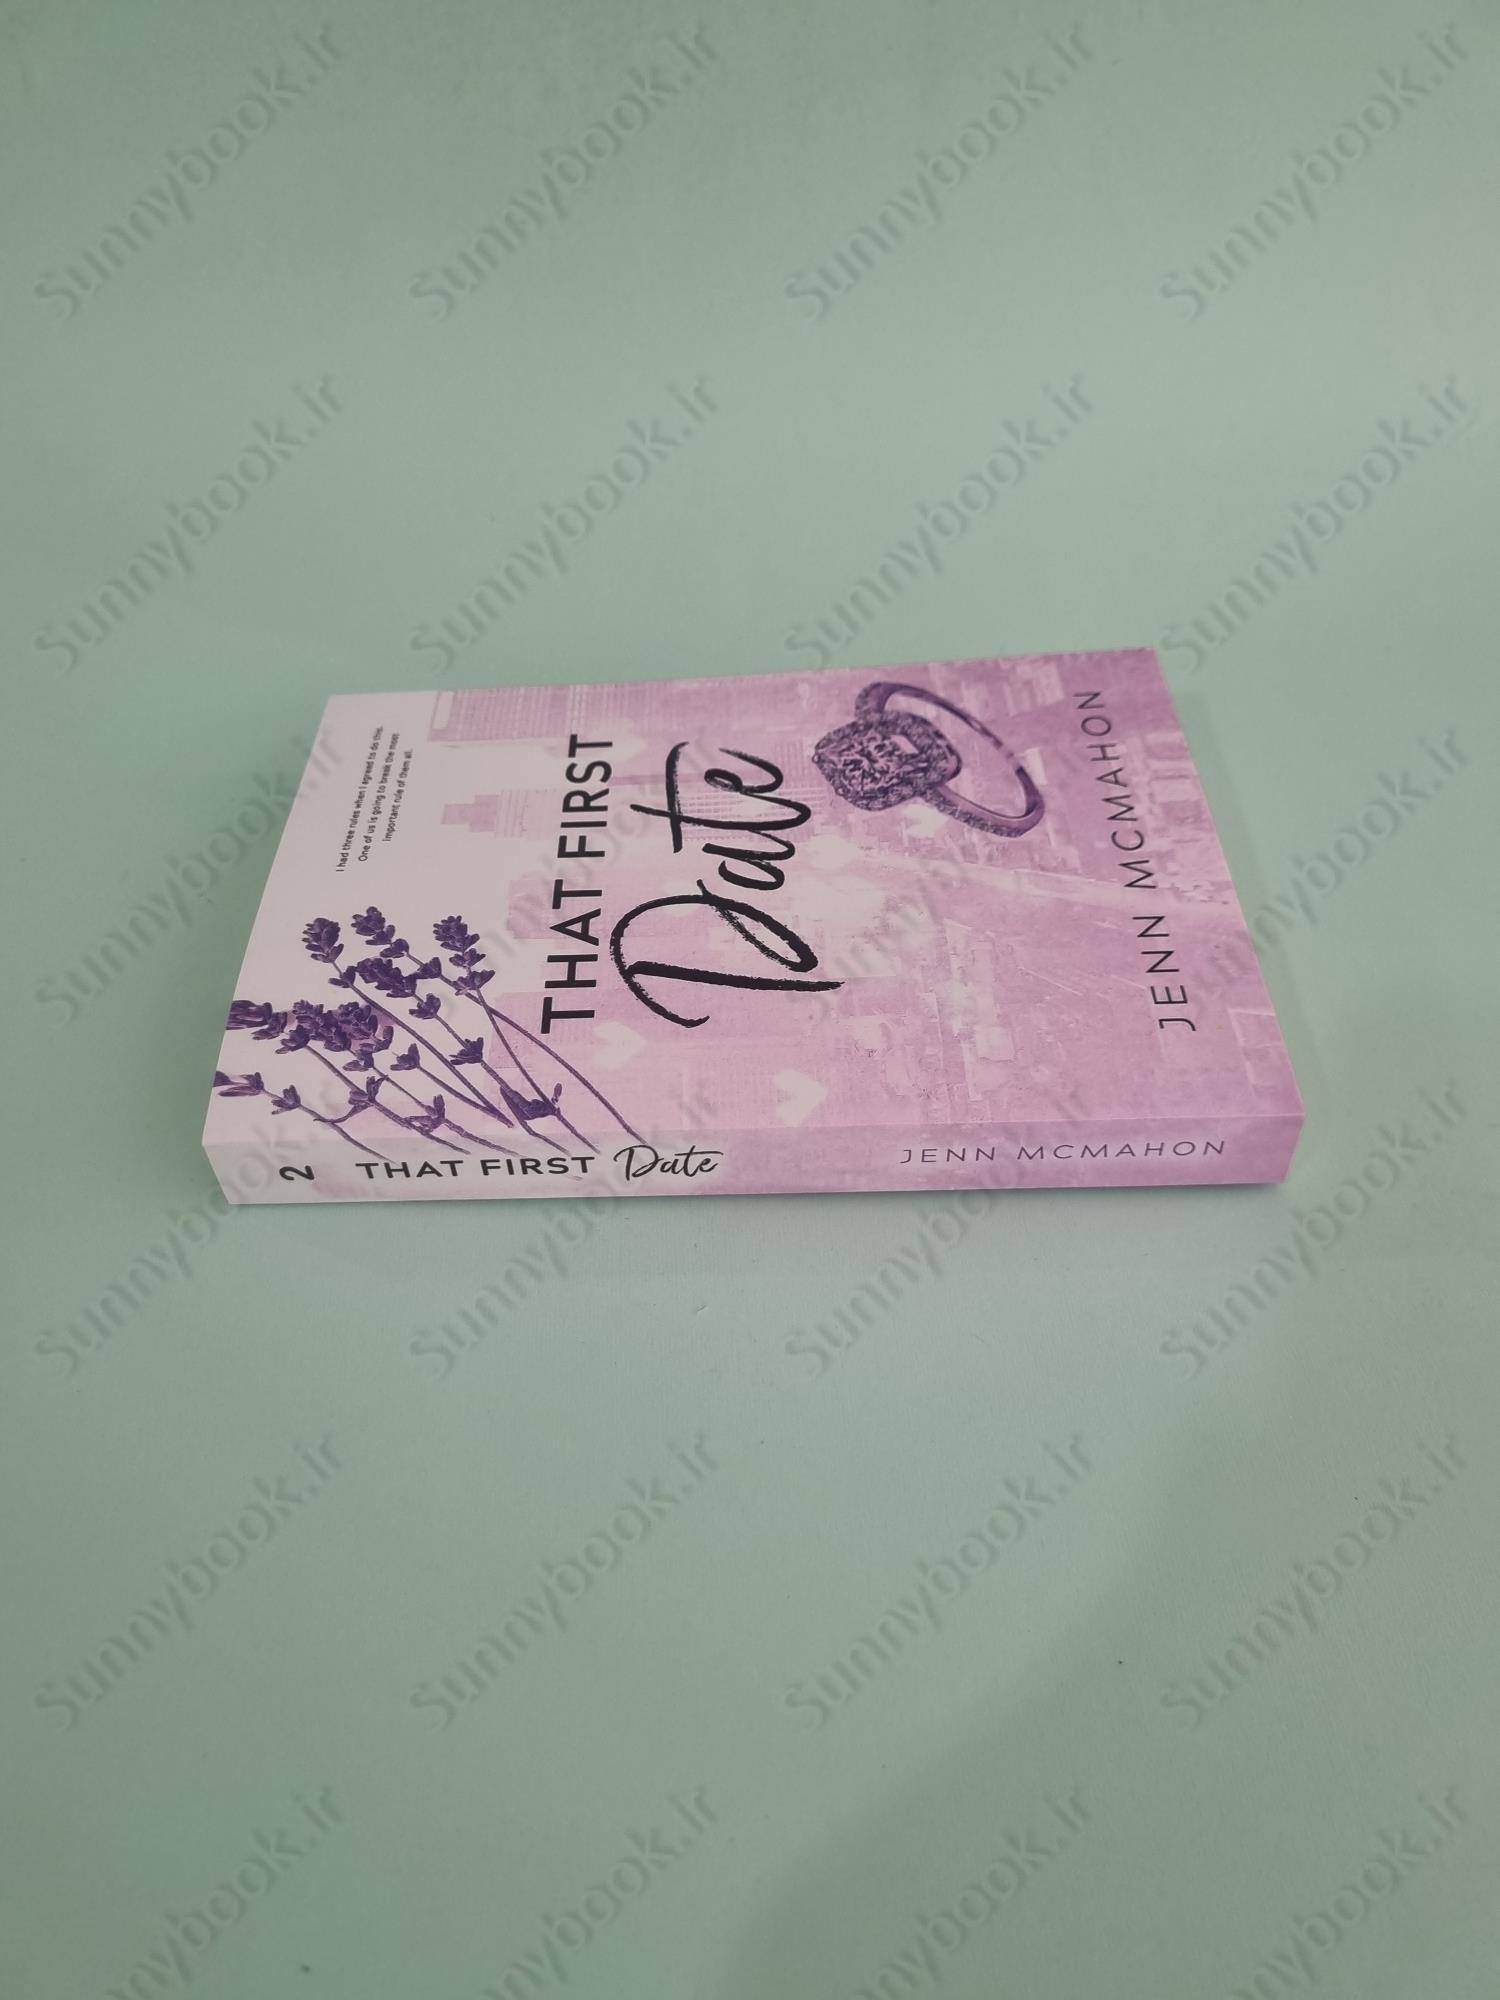 I had three rules when I agreed to do this.
One of us is going to break the most
important rule of them all.
THAT FIRST
Date
JENN MCMAHON
2 THAT FIRST Date JENN MCMAHON
Sunnybook.ir